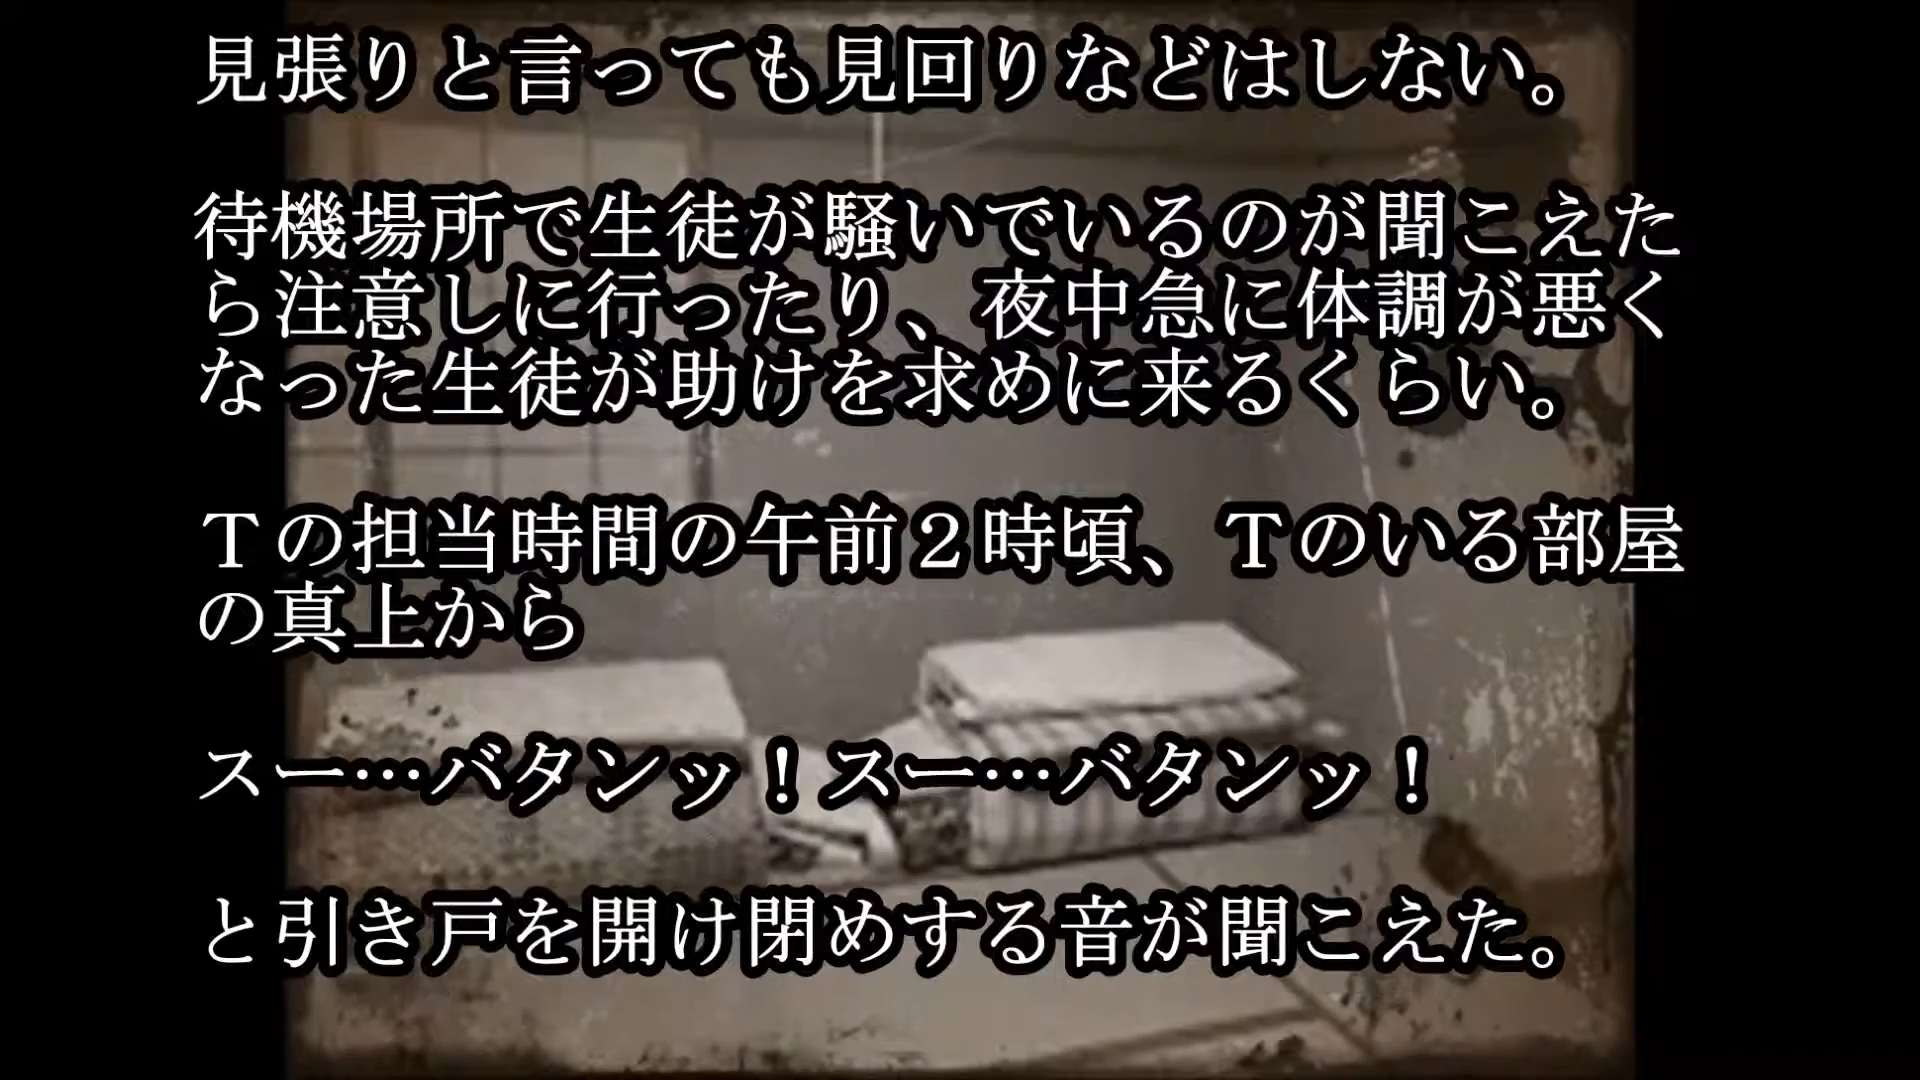 見張りと言っても見回りなどはしない。
待機場所で生徒が騒いでいるのが聞こえた
ら注意しに行ったり、夜中急に体調が悪く
なった生徒が助けを求めに来るくらい。
Ｔの担当時間の午前２時頃、Ｔのいる部屋
の真上から
スー…バタンッ！スー…バタンッ！
と引き戸を開け閉めする音が聞こえた。